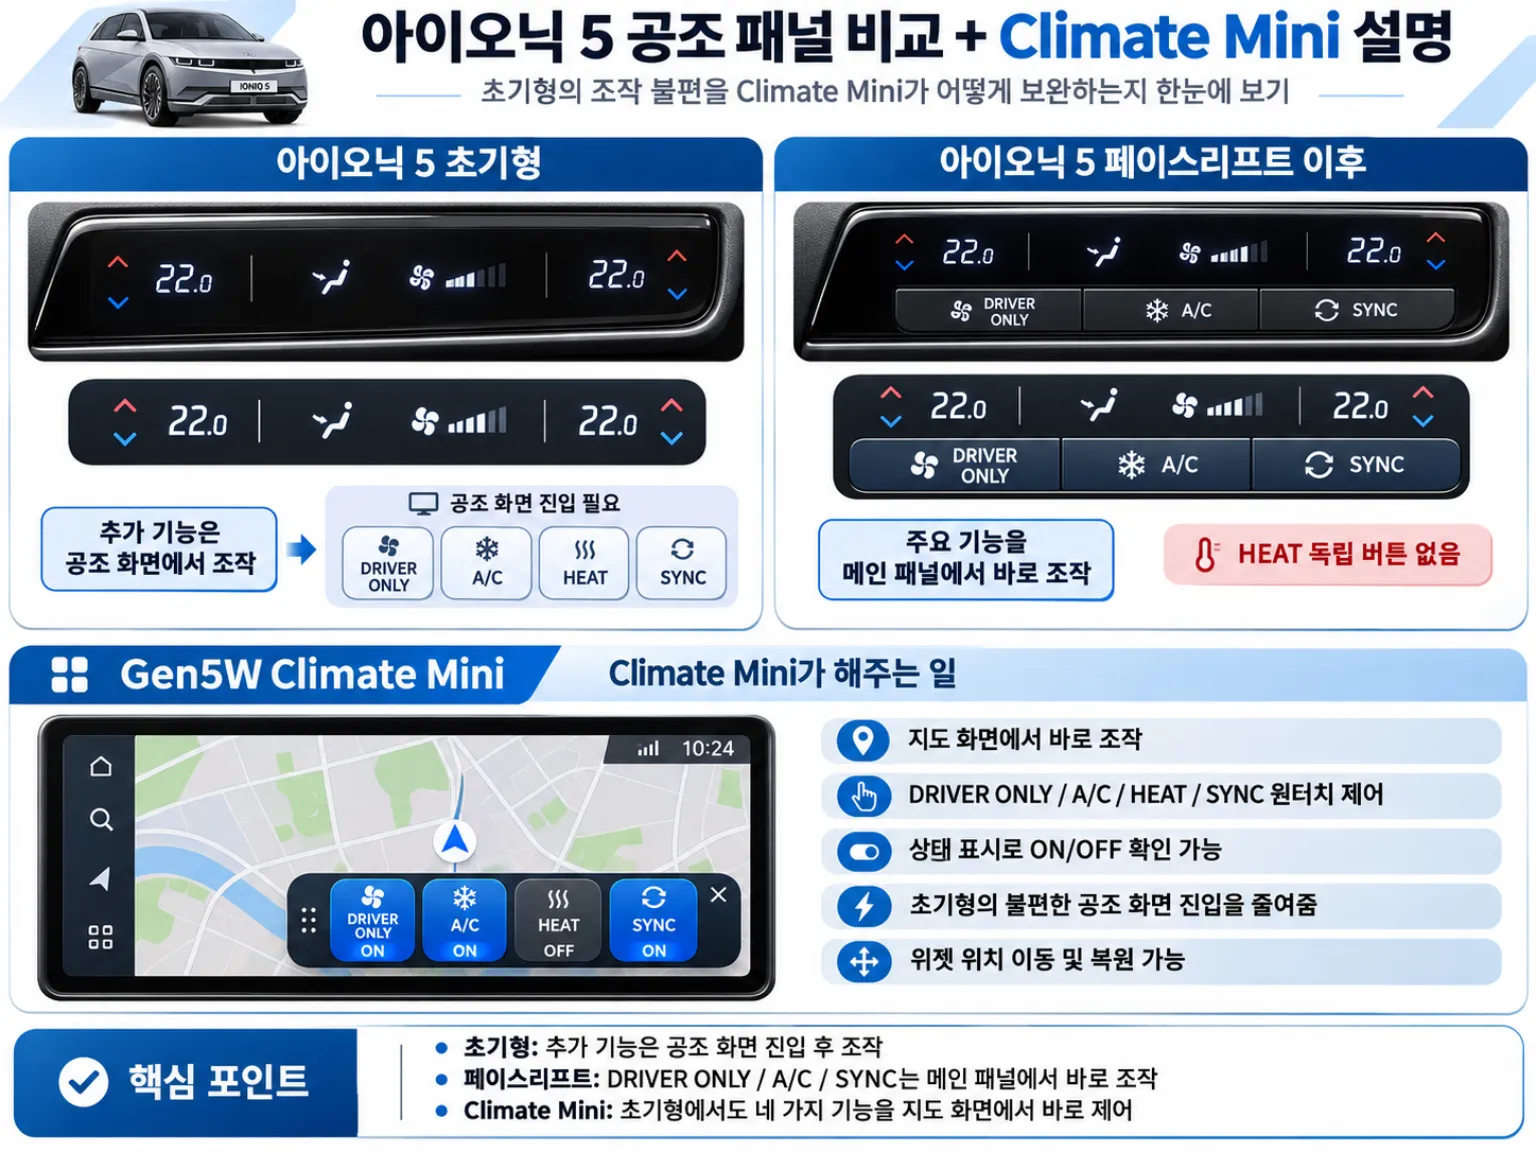 아이오닉 5 공조 패널 비교 + Climate Mini 설명
초기형의 조작 불편을 Climate Mini가 어떻게 보완하는지 한눈에 보기
IONIQ 5
아이오닉 5 초기형
22.0
22.0
22.0
22.0
추가 기능은
공조 화면에서 조작
공조 화면 진입 필요
DRIVER
ONLY
A/C
HEAT
SYNC
아이오닉 5 페이스리프트 이후
22.0
22.0
DRIVER
ONLY
A/C
SYNC
22.0
22.0
DRIVER
ONLY
A/C
SYNC
주요 기능을
메인 패널에서 바로 조작
HEAT 독립 버튼 없음
Gen5W Climate Mini
Climate Mini가 해주는 일
10:24
DRIVER
ONLY
ON
A/C
ON
HEAT
OFF
SYNC
ON
지도 화면에서 바로 조작
DRIVER ONLY / A/C / HEAT / SYNC 원터치 제어
상태 표시로 ON/OFF 확인 가능
초기형의 불편한 공조 화면 진입을 줄여줌
위젯 위치 이동 및 복원 가능
핵심 포인트
• 초기형: 추가 기능은 공조 화면 진입 후 조작
• 페이스리프트: DRIVER ONLY / A/C / SYNC는 메인 패널에서 바로 조작
• Climate Mini: 초기형에서도 네 가지 기능을 지도 화면에서 바로 제어